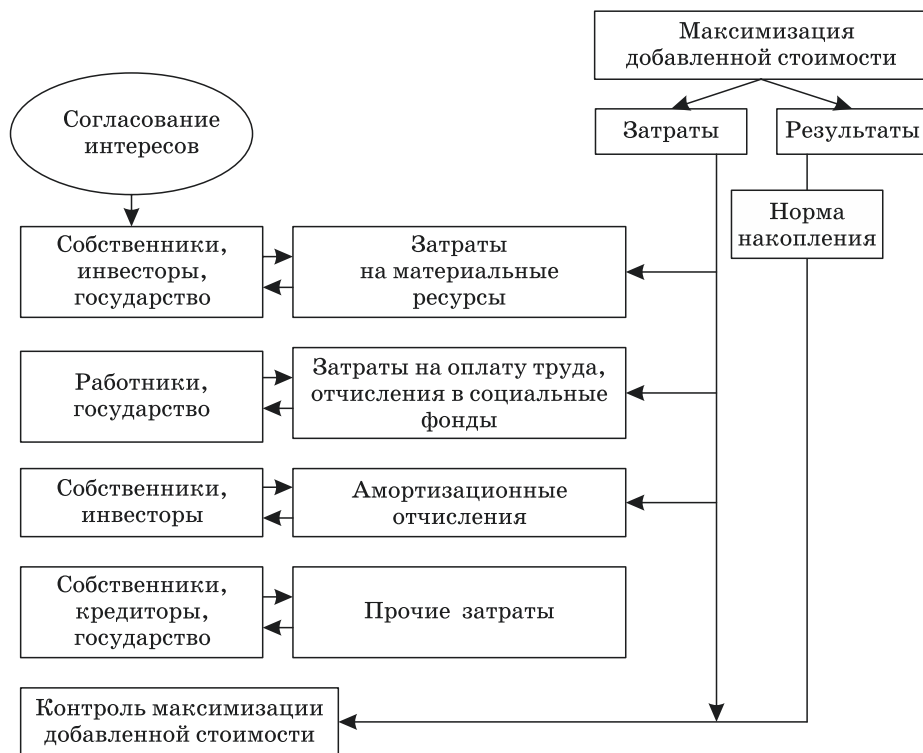 Максимизация
добавленной стоимости
Затраты
Результаты
Норма
накопления
Согласование
интересов
Собственники,
инвесторы,
государство
Затраты
на материальные
ресурсы
Работники,
государство
Затраты на оплату труда,
отчисления в социальные
фонды
Собственники,
инвесторы
Амортизационные
отчисления
Собственники,
кредиторы,
государство
Прочие затраты
Контроль максимизации
добавленной стоимости